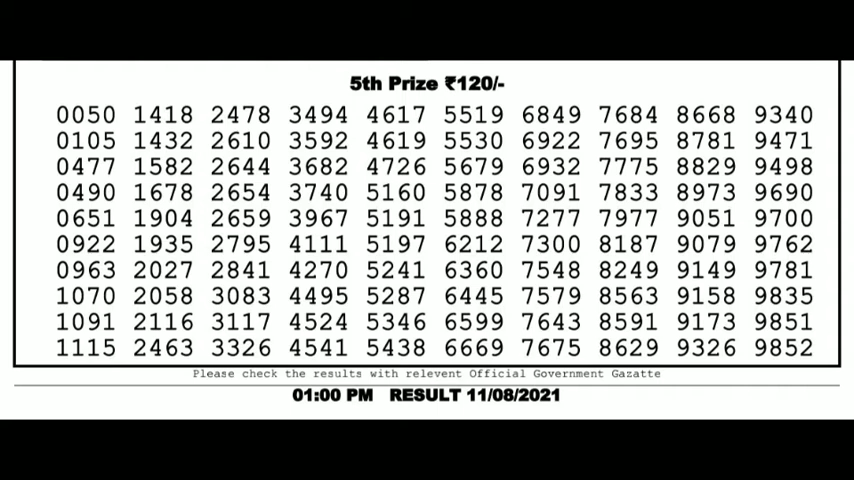 5th Prize ₹120/-
0050 1418 2478 3494 4617 5519 6849 7684 8668 9340
0105 1432 2610 3592 4619 5530 6922 7695 8781 9471
0477 1582 2644 3682 4726 5679 6932 7775 8829 9498
0490 1678 2654 3740 5160 5878 7091 7833 8973 9690
0651 1904 2659 3967 5191 5888 7277 7977 9051 9700
0922 1935 2795 4111 5197 6212 7300 8187 9079 9762
0963 2027 2841 4270 5241 6360 7548 8249 9149 9781
1070 2058 3083 4495 5287 6445 7579 8563 9158 9835
1091 2116 3117 4524 5346 6599 7643 8591 9173 9851
1115 2463 3326 4541 5438 6669 7675 8629 9326 9852
Please check the results with relevent Official Government Gazatte
01:00 PM RESULT 11/08/2021